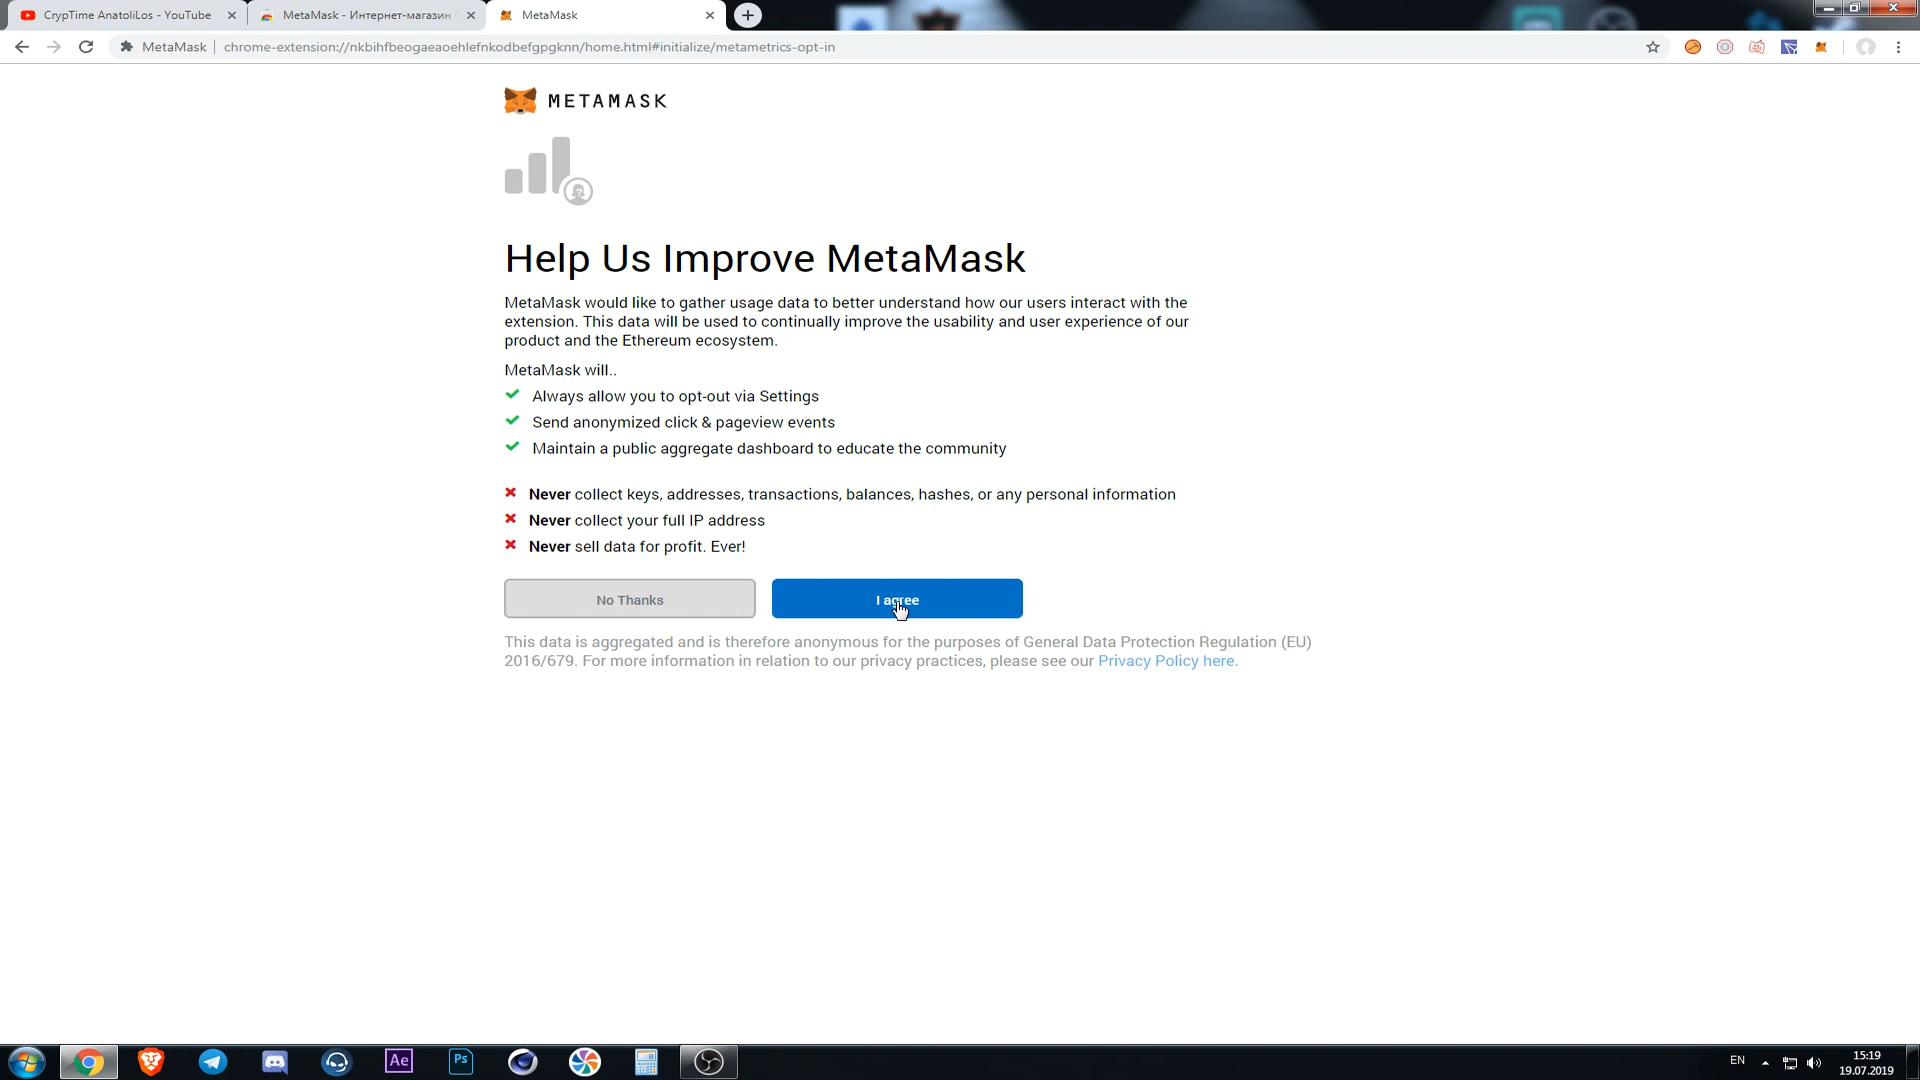 CrypTime AnatoliLos - YouTube
MetaMask - Интернет-магазин
MetaMask
MetaMask
chrome-extension://nkbihfbeogaeaoehlefnkodbefgpgknn/home.html#initialize/metametrics-opt-in
METAMASK
Help Us Improve MetaMask
MetaMask would like to gather usage data to better understand how our users interact with the
extension. This data will be used to continually improve the usability and user experience of our
product and the Ethereum ecosystem.
MetaMask will..
Always allow you to opt-out via Settings
Send anonymized click & pageview events
Maintain a public aggregate dashboard to educate the community
Never collect keys, addresses, transactions, balances, hashes, or any personal information
Never collect your full IP address
Never sell data for profit. Ever!
No Thanks
I agree
This data is aggregated and is therefore anonymous for the purposes of General Data Protection Regulation (EU)
2016/679. For more information in relation to our privacy practices, please see our Privacy Policy here.
Ae
Ps
EN
15:19
19.07.2019